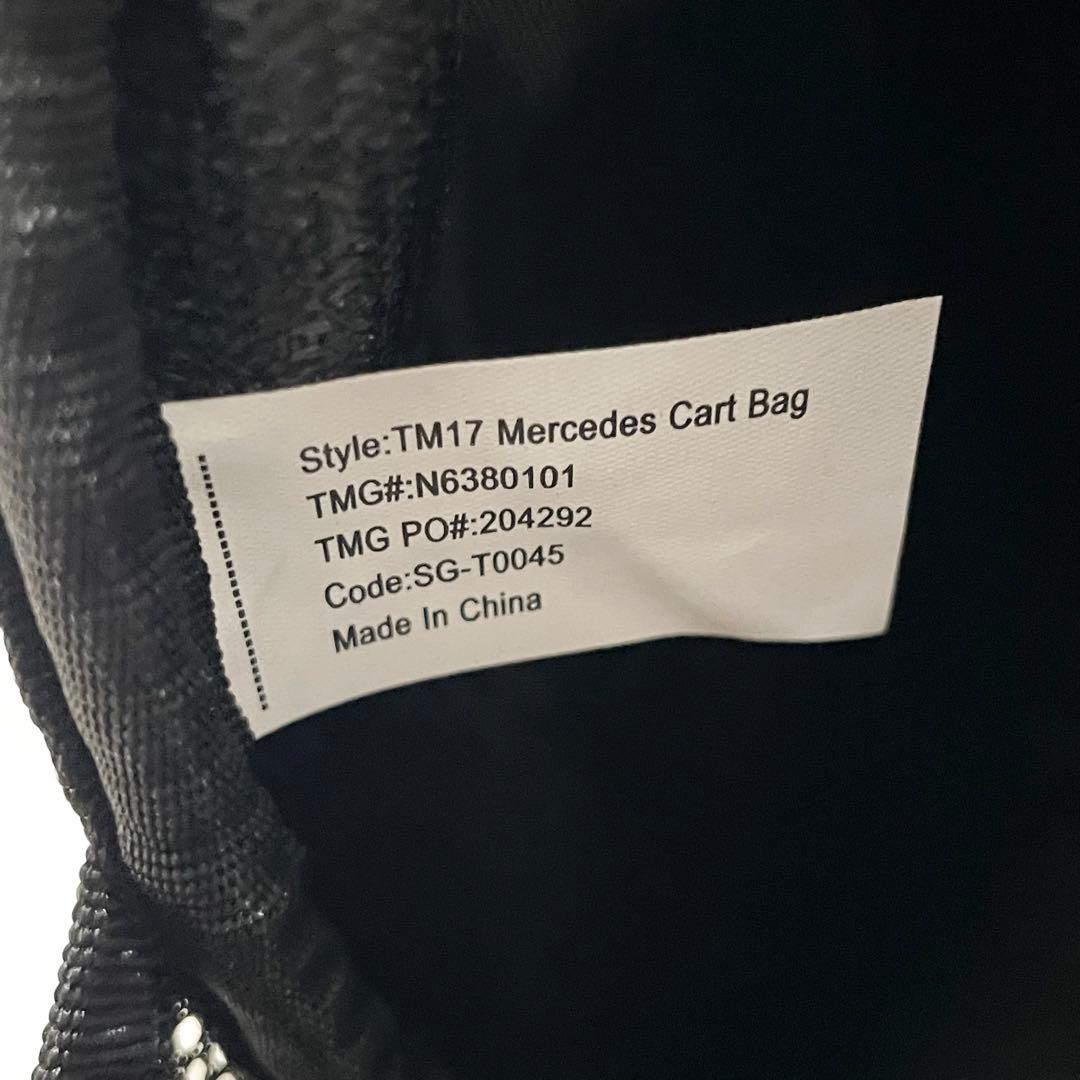 Style:TM17 Mercedes Cart Bag
TMG#:N6380101
TMG PO#:204292
Code:SG-T0045
Made In China